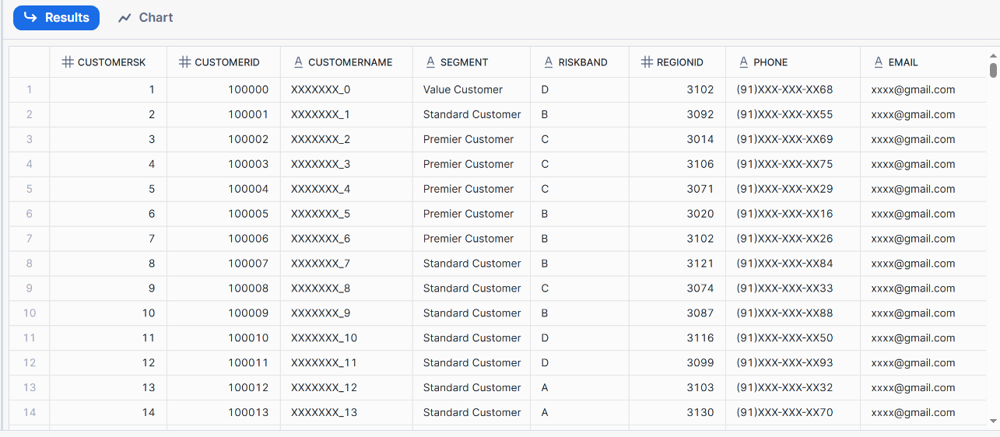 Results Chart
CUSTOMERSK CUSTOMERID CUSTOMERNAME SEGMENT RISKBAND REGIONID PHONE EMAIL
1 1 100000 XXXXXXX_0 Value Customer D 3102 (91)XXX-XXX-XX68 xxxx@gmail.com
2 2 100001 XXXXXXX_1 Standard Customer B 3092 (91)XXX-XXX-XX55 xxxx@gmail.com
3 3 100002 XXXXXXX_2 Premier Customer C 3014 (91)XXX-XXX-XX69 xxxx@gmail.com
4 4 100003 XXXXXXX_3 Premier Customer C 3106 (91)XXX-XXX-XX75 xxxx@gmail.com
5 5 100004 XXXXXXX_4 Premier Customer C 3071 (91)XXX-XXX-XX29 xxxx@gmail.com
6 6 100005 XXXXXXX_5 Premier Customer B 3020 (91)XXX-XXX-XX16 xxxx@gmail.com
7 7 100006 XXXXXXX_6 Premier Customer B 3102 (91)XXX-XXX-XX26 xxxx@gmail.com
8 8 100007 XXXXXXX_7 Standard Customer B 3121 (91)XXX-XXX-XX84 xxxx@gmail.com
9 9 100008 XXXXXXX_8 Standard Customer C 3074 (91)XXX-XXX-XX33 xxxx@gmail.com
10 10 100009 XXXXXXX_9 Standard Customer B 3087 (91)XXX-XXX-XX88 xxxx@gmail.com
11 11 100010 XXXXXXX_10 Standard Customer D 3116 (91)XXX-XXX-XX50 xxxx@gmail.com
12 12 100011 XXXXXXX_11 Standard Customer D 3099 (91)XXX-XXX-XX93 xxxx@gmail.com
13 13 100012 XXXXXXX_12 Standard Customer A 3103 (91)XXX-XXX-XX32 xxxx@gmail.com
14 14 100013 XXXXXXX_13 Standard Customer A 3130 (91)XXX-XXX-XX70 xxxx@gmail.com